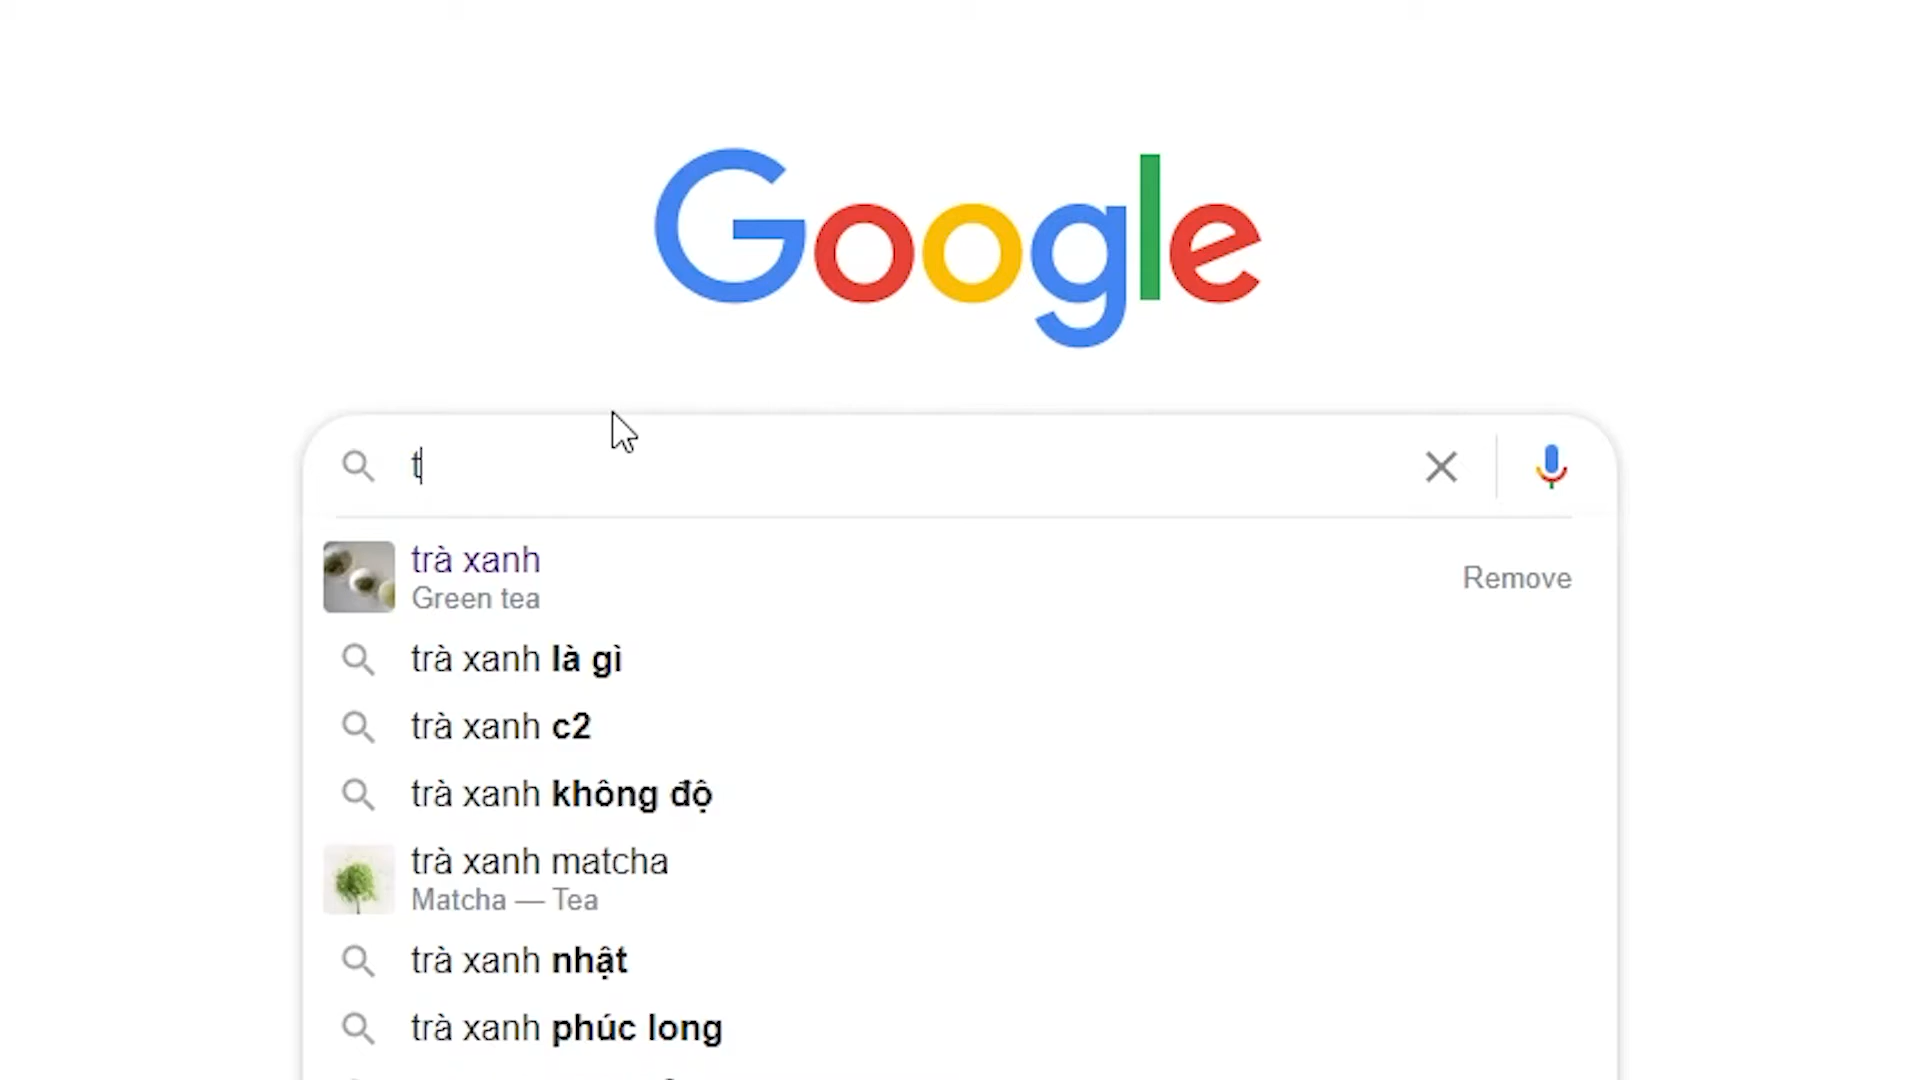 Google
t
trà xanh
Green tea
Remove
trà xanh là gì
trà xanh c2
trà xanh không độ
trà xanh matcha
Matcha — Tea
trà xanh nhật
trà xanh phúc long